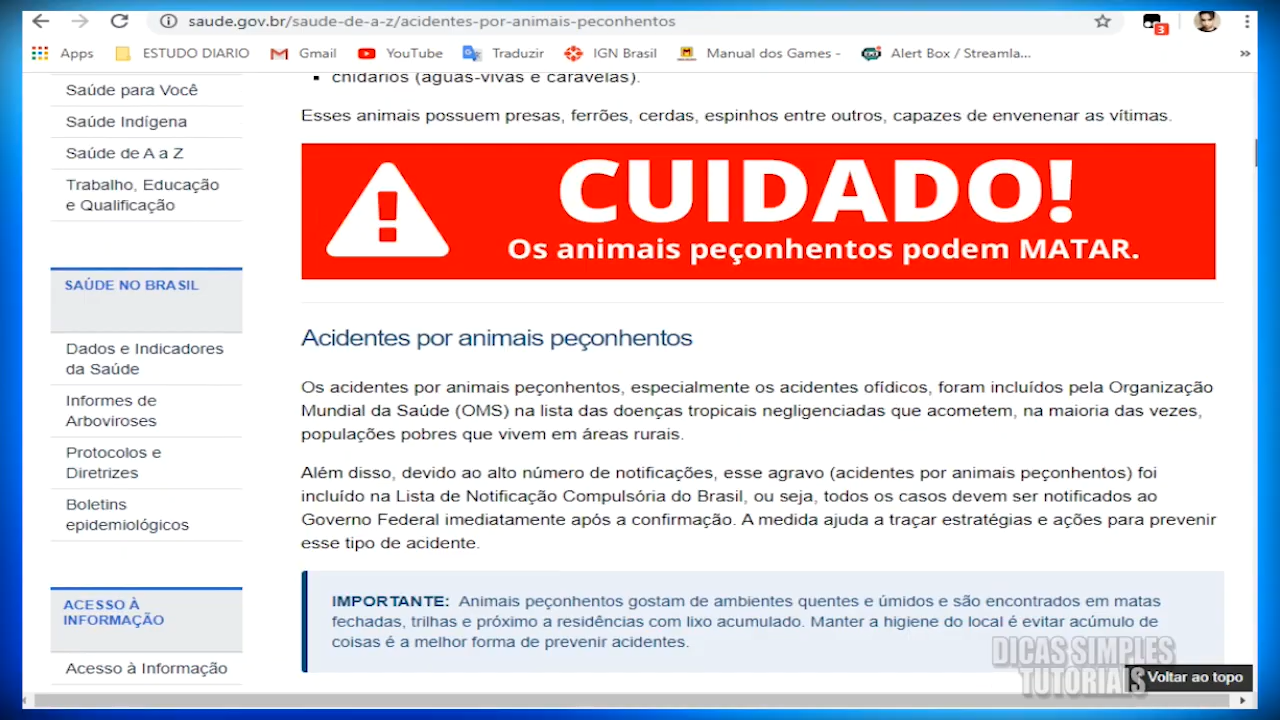 saude.gov.br/saude-de-a-z/acidentes-por-animais-peconhentos
3
Apps ESTUDO DIARIO Gmail YouTube Traduzir IGN Brasil Manual dos Games - Alert Box / Streamla... »
Saúde para Você
Saúde Indígena
Saúde de A a Z
Trabalho, Educação
e Qualificação
SAÚDE NO BRASIL
Dados e Indicadores
da Saúde
Informes de
Arboviroses
Protocolos e
Diretrizes
Boletins
epidemiológicos
ACESSO À
INFORMAÇÃO
Acesso à Informação
cnidários (águas-vivas e caravelas).
Esses animais possuem presas, ferrões, cerdas, espinhos entre outros, capazes de envenenar as vítimas.
CUIDADO!
Os animais peçonhentos podem MATAR.
Acidentes por animais peçonhentos
Os acidentes por animais peçonhentos, especialmente os acidentes ofídicos, foram incluídos pela Organização
Mundial da Saúde (OMS) na lista das doenças tropicais negligenciadas que acometem, na maioria das vezes,
populações pobres que vivem em áreas rurais.
Além disso, devido ao alto número de notificações, esse agravo (acidentes por animais peçonhentos) foi
incluído na Lista de Notificação Compulsória do Brasil, ou seja, todos os casos devem ser notificados ao
Governo Federal imediatamente após a confirmação. A medida ajuda a traçar estratégias e ações para prevenir
esse tipo de acidente.
IMPORTANTE: Animais peçonhentos gostam de ambientes quentes e úmidos e são encontrados em matas
fechadas, trilhas e próximo a residências com lixo acumulado. Manter a higiene do local é evitar acúmulo de
coisas é a melhor forma de prevenir acidentes.
DICAS SIMPLES
TUTORIAIS
Voltar ao topo